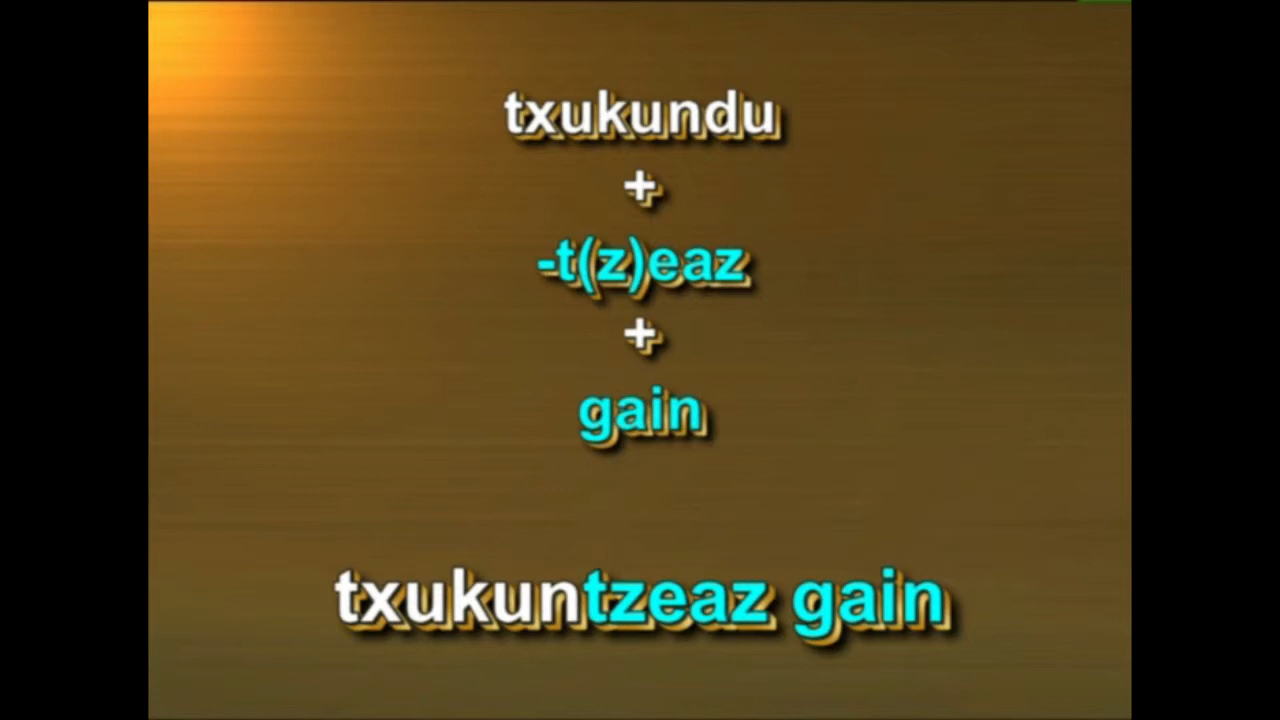 txukundu
+
-t(z)eaz
+
gain
txukuntzeaz gain